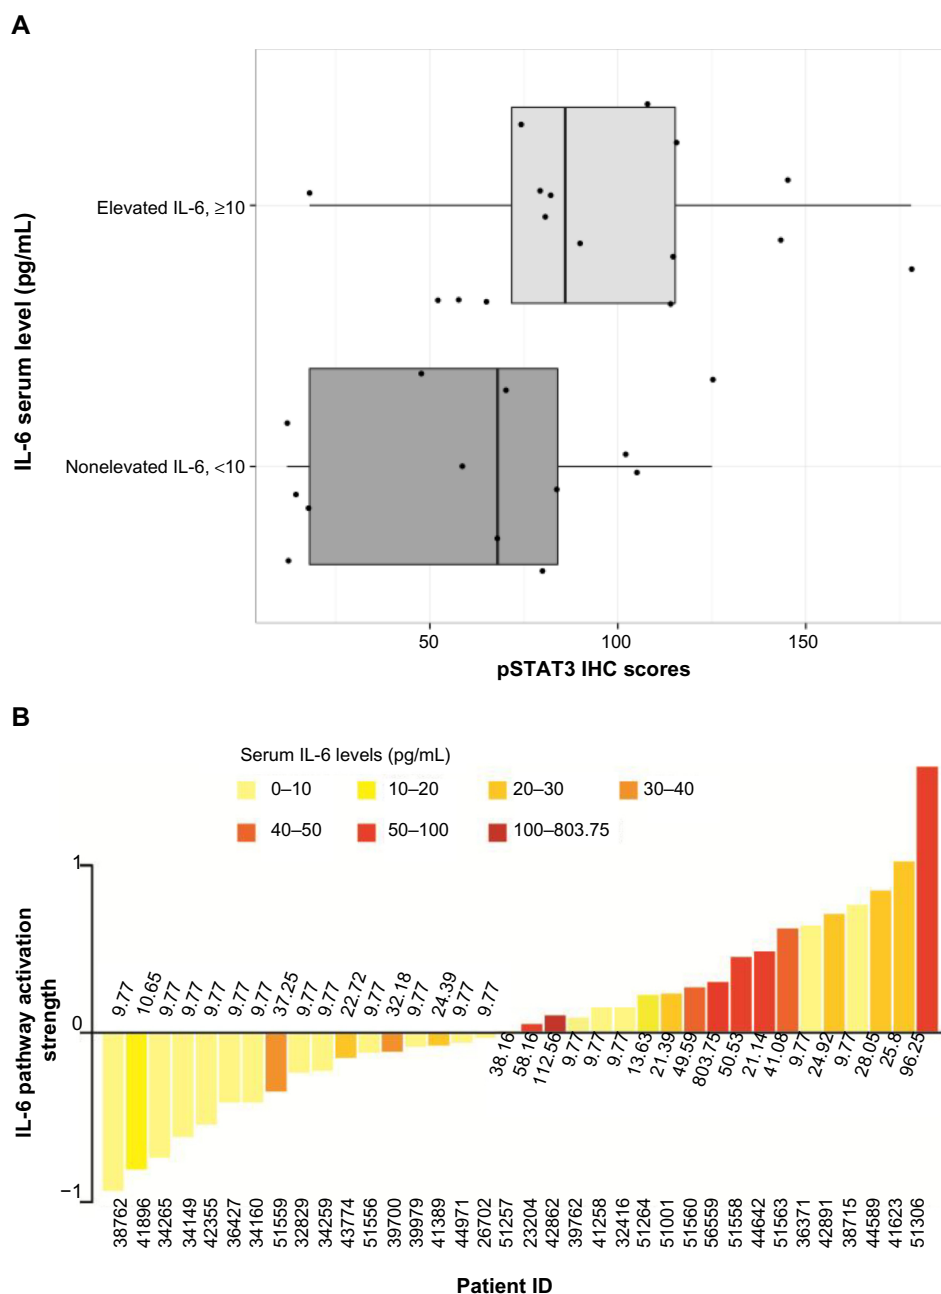 A
IL-6 serum level (pg/mL)
Elevated IL-6, ≥10
Nonelevated IL-6, <10
50 100 150
pSTAT3 IHC scores
B
Serum IL-6 levels (pg/mL)
0–10 10–20 20–30 30–40
40–50 50–100 100–803.75
IL-6 pathway activation
strength
1
0
−1
9.77 10.65 9.77 9.77 9.77 9.77 9.77 37.25 9.77 9.77 22.72 9.77 32.18 9.77 24.39 9.77 9.77
38.16 58.16 112.56 9.77 9.77 9.77 13.63 21.39 49.59 803.75 50.53 21.14 41.08 9.77 24.92 9.77 28.05 25.8 96.25
38762 41896 34265 34149 42355 36427 34160 51559 32829 34259 43774 51556 39700 39979 41389 44971 26702 51257 23204 42862 39762 41258 32416 51264 51001 51560 56559 51558 44642 51563 36371 42891 38715 44589 41623 51306
Patient ID